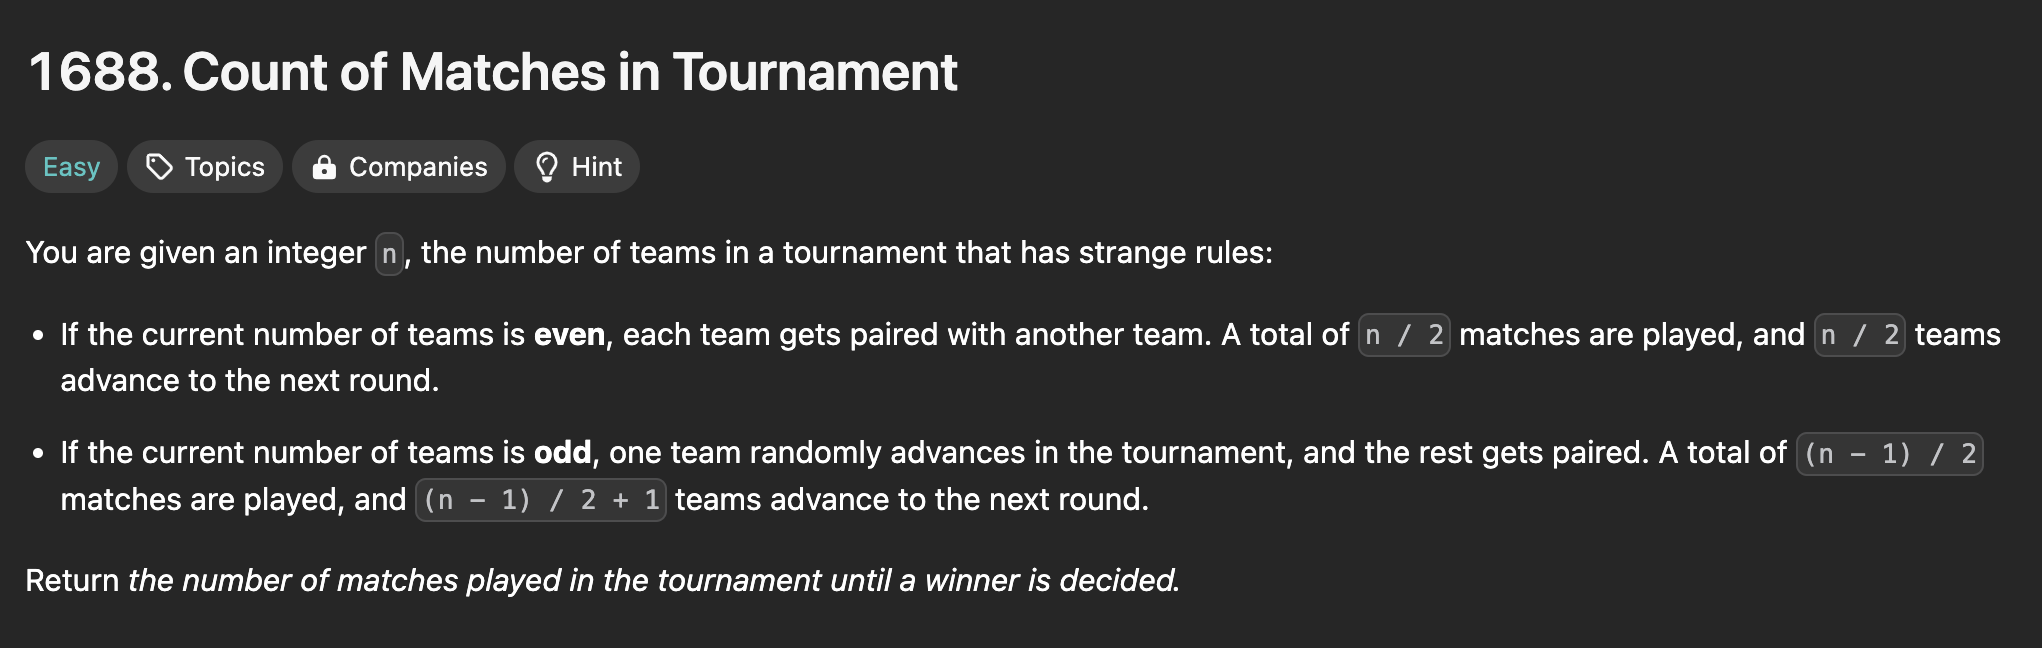 1688. Count of Matches in Tournament
Easy Topics Companies Hint
You are given an integer n, the number of teams in a tournament that has strange rules:
• If the current number of teams is even, each team gets paired with another team. A total of n / 2 matches are played, and n / 2 teams
advance to the next round.
• If the current number of teams is odd, one team randomly advances in the tournament, and the rest gets paired. A total of (n - 1) / 2
matches are played, and (n - 1) / 2 + 1 teams advance to the next round.
Return the number of matches played in the tournament until a winner is decided.